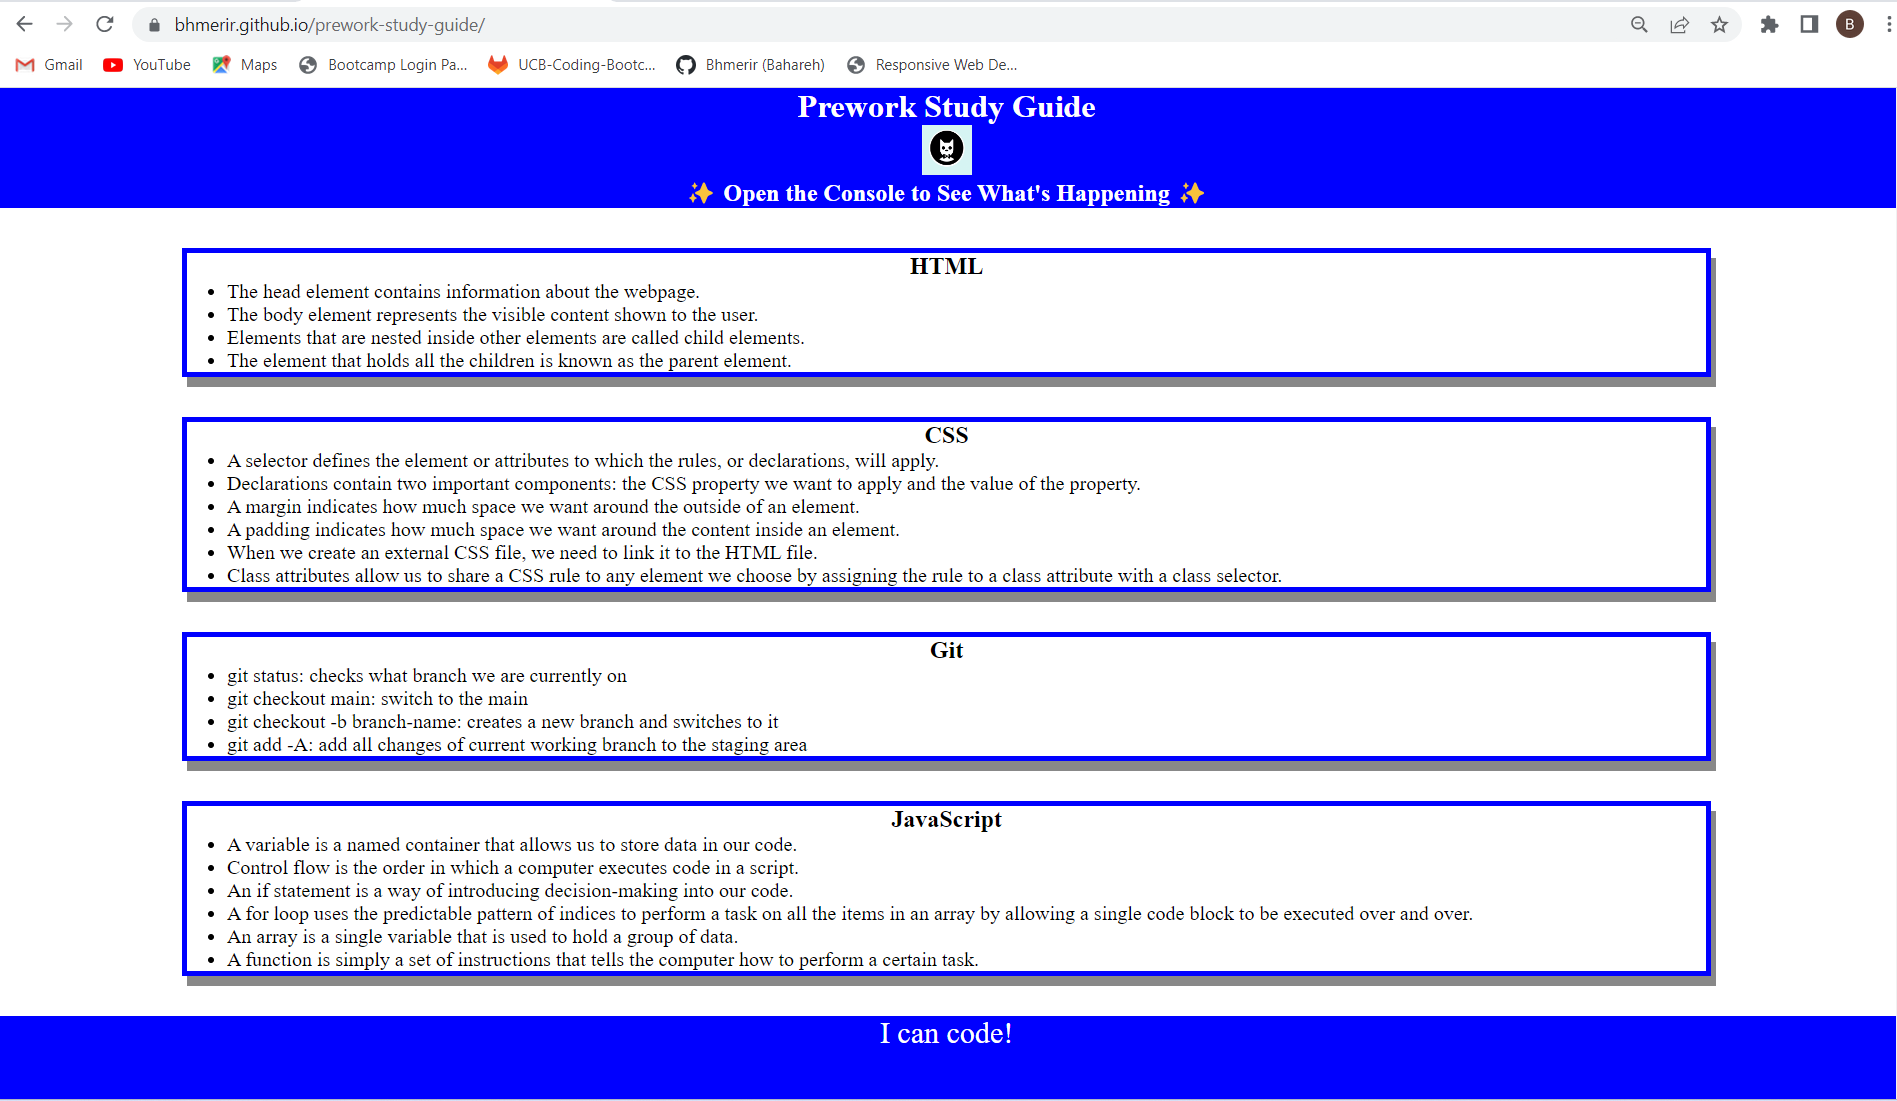 bhmerir.github.io/prework-study-guide/
B
Gmail
YouTube
Maps
Bootcamp Login Pa...
UCB-Coding-Bootc...
Bhmerir (Bahareh)
Responsive Web De...
Prework Study Guide
✨ Open the Console to See What's Happening ✨
HTML
• The head element contains information about the webpage.
• The body element represents the visible content shown to the user.
• Elements that are nested inside other elements are called child elements.
• The element that holds all the children is known as the parent element.
CSS
• A selector defines the element or attributes to which the rules, or declarations, will apply.
• Declarations contain two important components: the CSS property we want to apply and the value of the property.
• A margin indicates how much space we want around the outside of an element.
• A padding indicates how much space we want around the content inside an element.
• When we create an external CSS file, we need to link it to the HTML file.
• Class attributes allow us to share a CSS rule to any element we choose by assigning the rule to a class attribute with a class selector.
Git
• git status: checks what branch we are currently on
• git checkout main: switch to the main
• git checkout -b branch-name: creates a new branch and switches to it
• git add -A: add all changes of current working branch to the staging area
JavaScript
• A variable is a named container that allows us to store data in our code.
• Control flow is the order in which a computer executes code in a script.
• An if statement is a way of introducing decision-making into our code.
• A for loop uses the predictable pattern of indices to perform a task on all the items in an array by allowing a single code block to be executed over and over.
• An array is a single variable that is used to hold a group of data.
• A function is simply a set of instructions that tells the computer how to perform a certain task.
I can code!